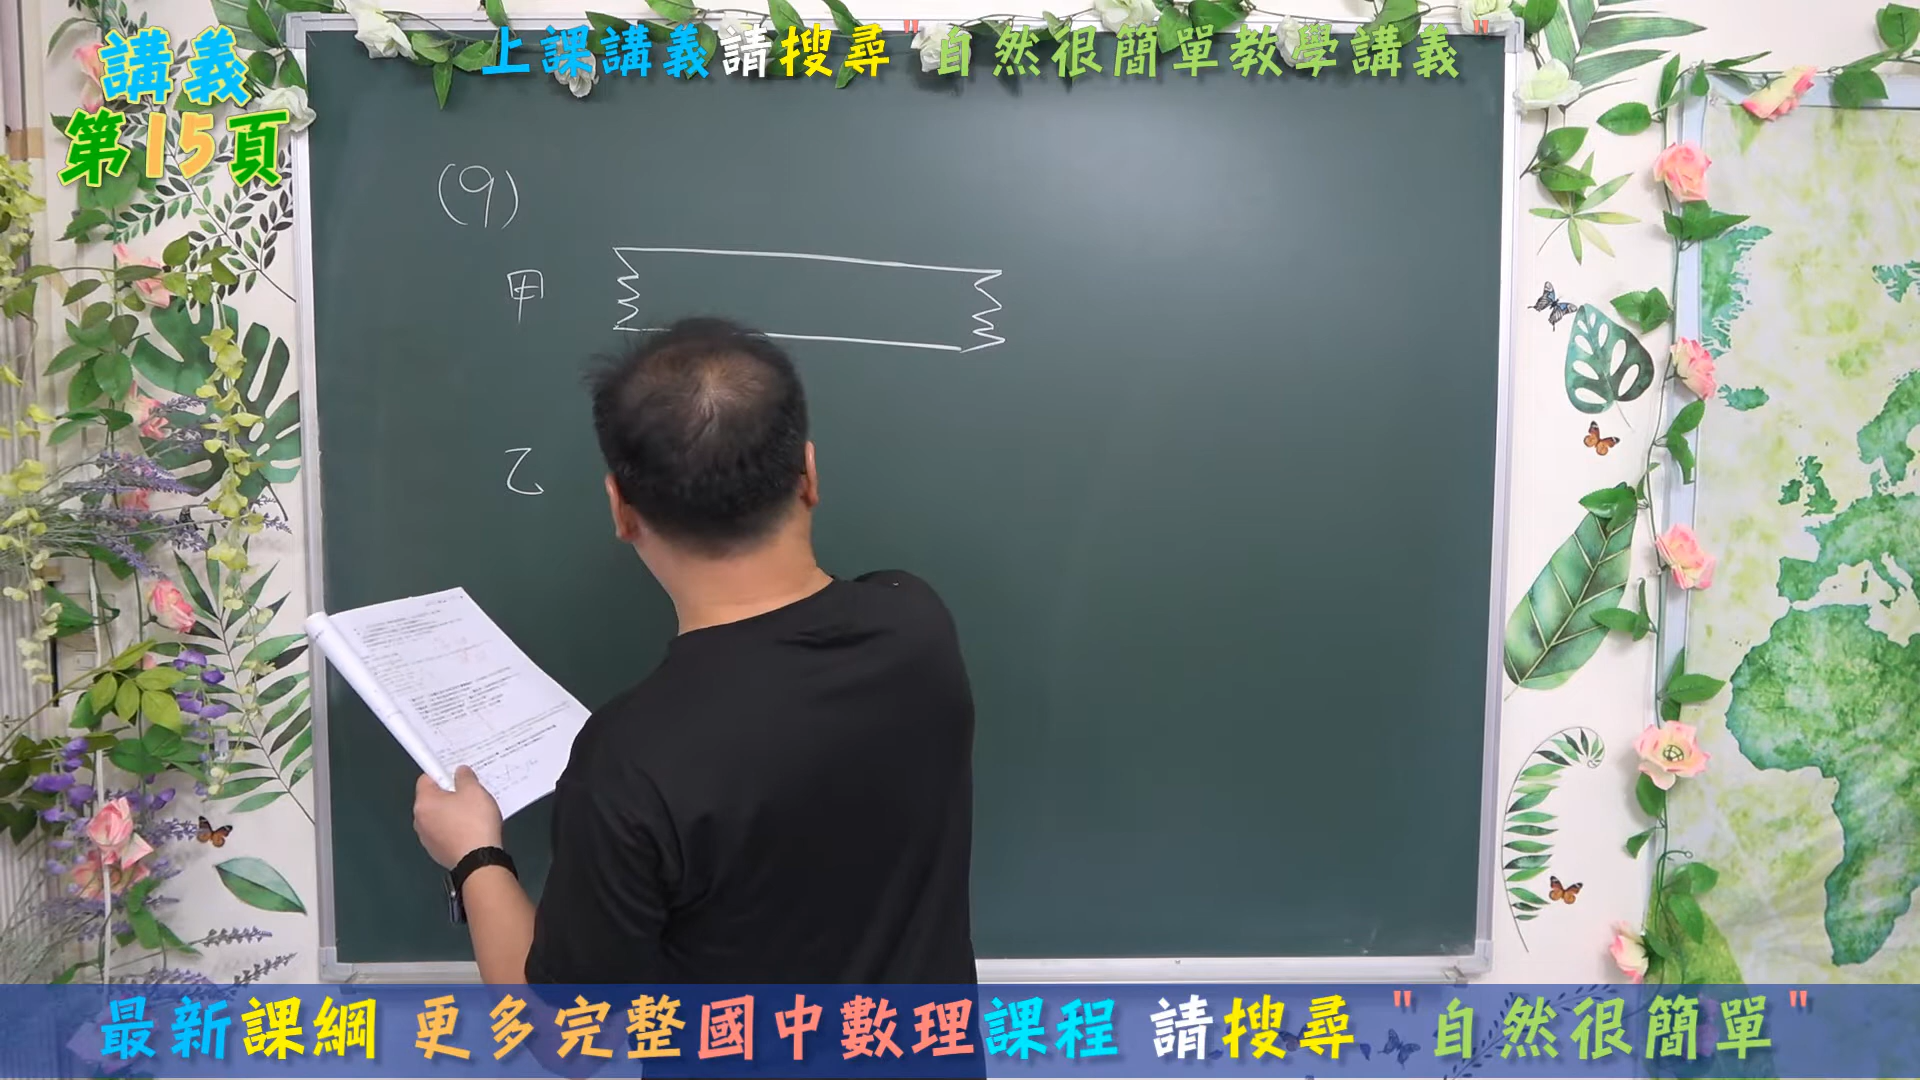 上課講義請搜尋"自然很簡單教學講義"
講義
第15頁
(9)
甲
乙
最新課綱 更多完整國中數理課程 請搜尋 "自然很簡單"